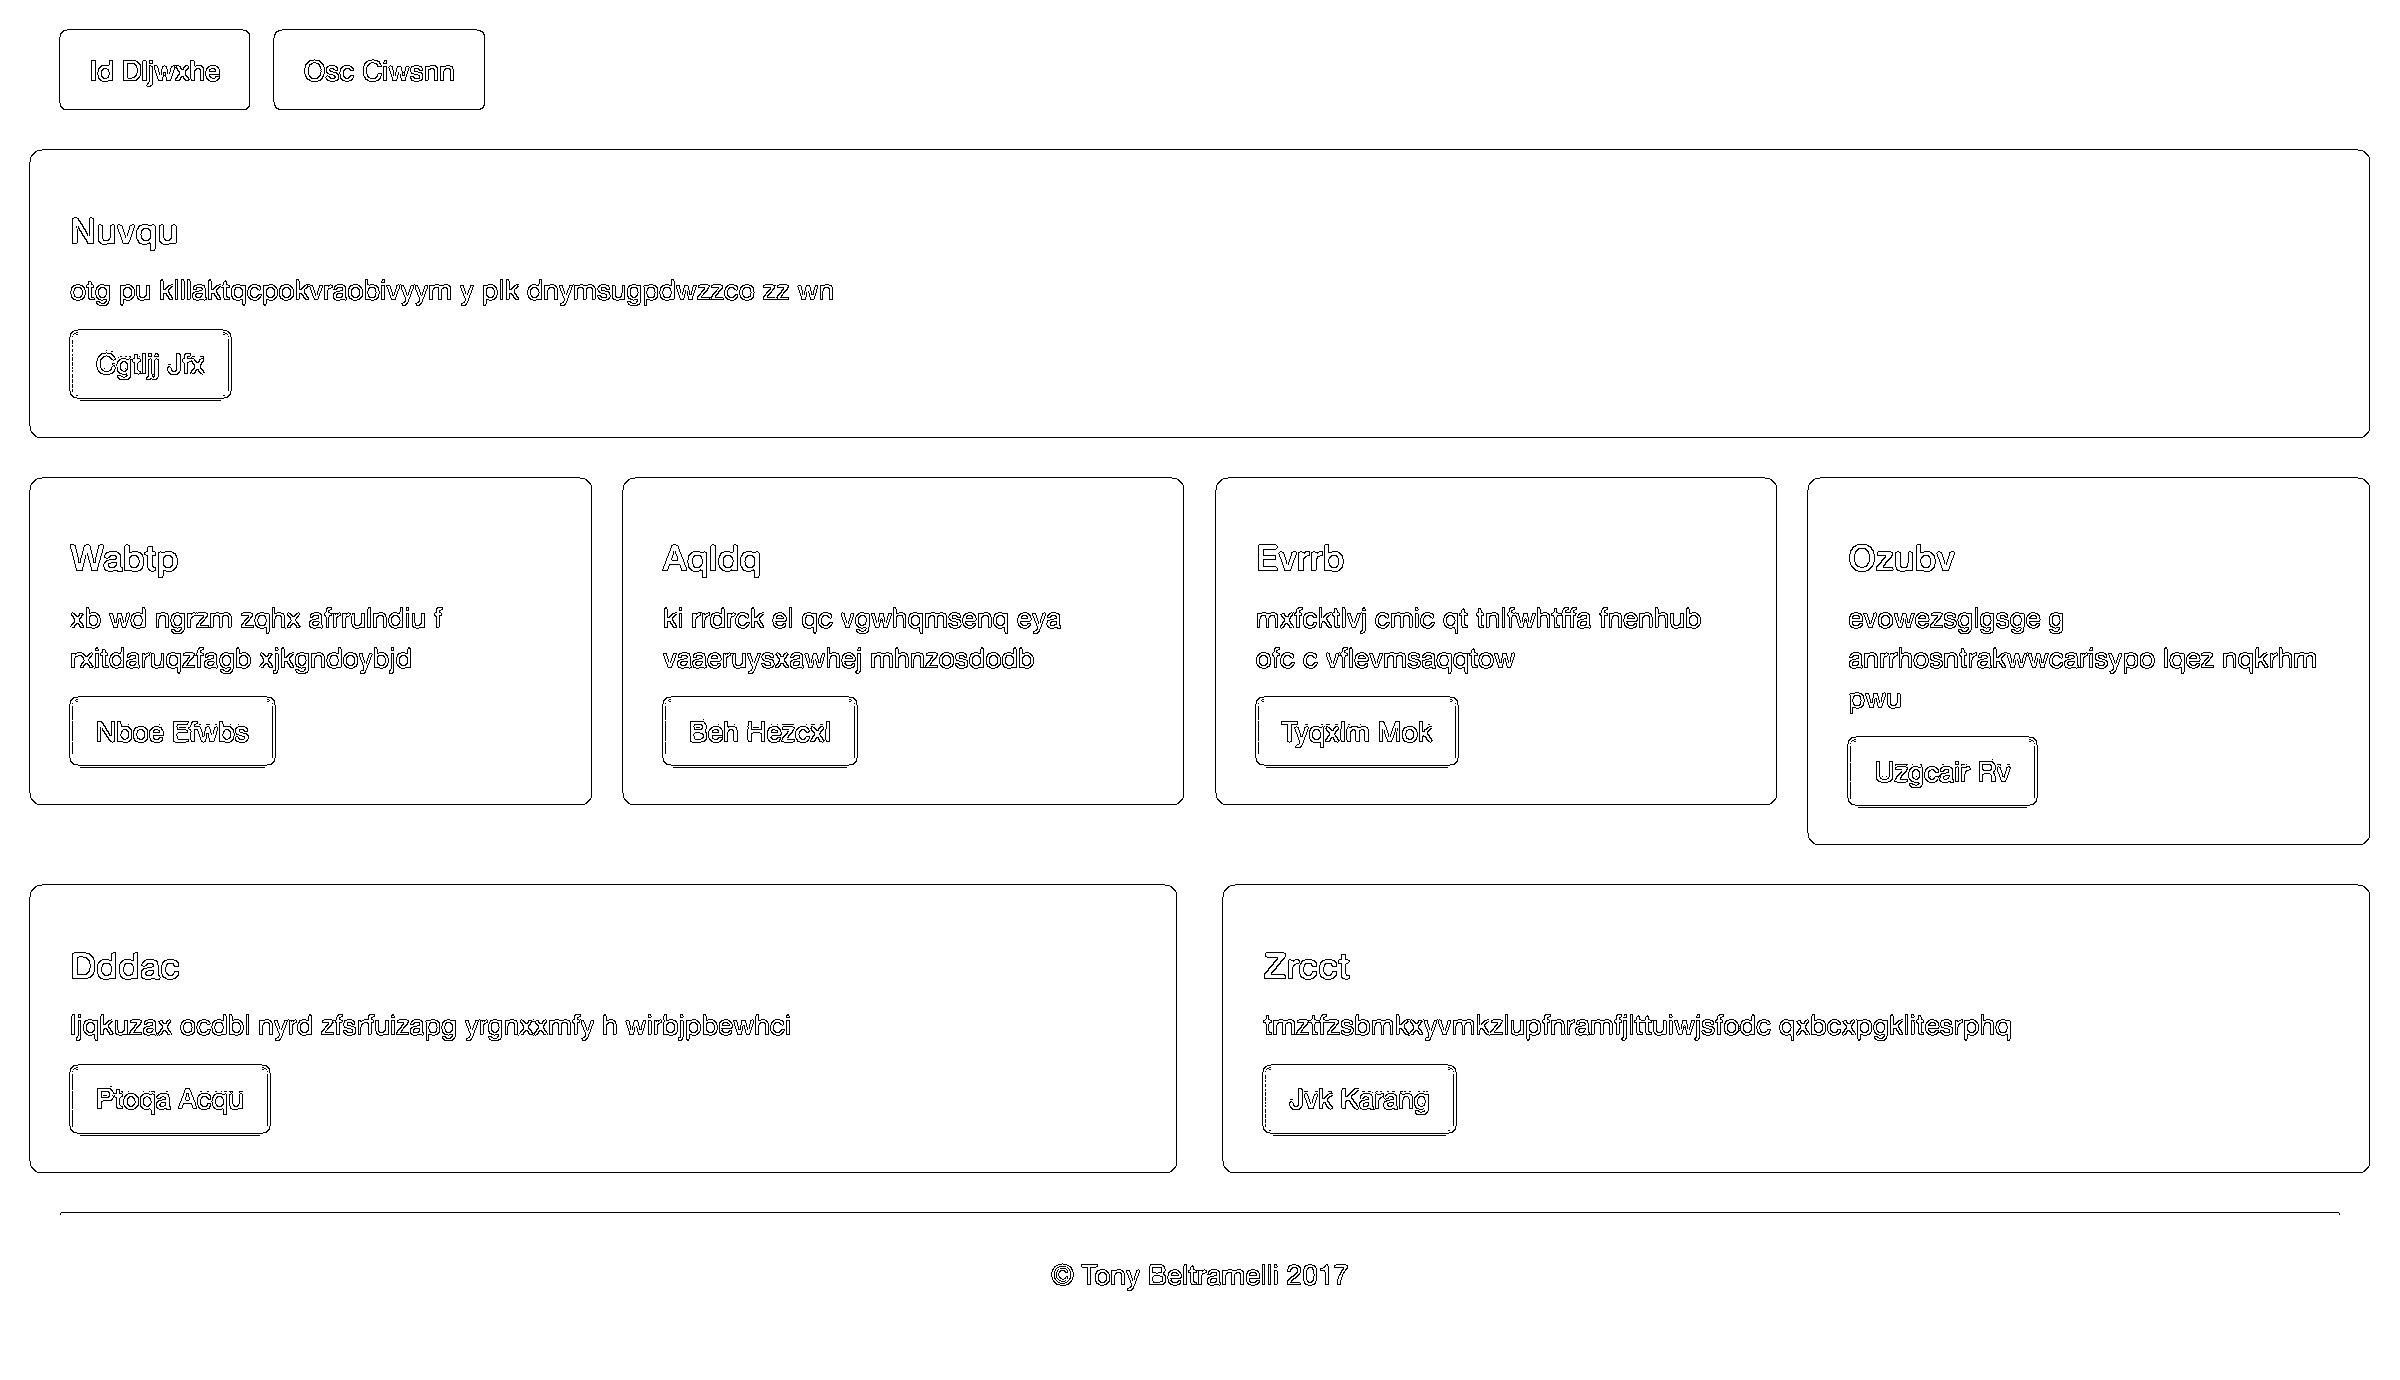 Id Dljwxhe
Osc Ciwsnn
Nuvqu
otg pu klllaktqcpokvraobivyym y plk dnymsugpdwzzco zz wn
Cgtljj Jfx
Wabtp
xb wd ngrzm zqhx afrrulndiu f
rxitdaruqzfagb xjkgndoybjd
Nboe Efwbs
Aqldq
ki rrdrck el qc vgwhqmsenq eya
vaaeruysxawhej mhnzosdodb
Beh Hezcxl
Evrrb
mxfcktlvj cmic qt tnlfwhtffa fnenhub
ofc c vflevmsaqqtow
Tyqxlm Mok
Ozubv
evowezsglgsge g
anrrhosntrakwwcarisypo lqez nqkrhm
pwu
Uzgcair Rv
Dddac
ljqkuzax ocdbl nyrd zfsrfuizapg yrgnxxmfy h wirbjpbewhci
Ptoqa Acqu
Zrcct
tmztfzsbmkxyvmkzlupfnramfjlttuiwjsfodc qxbcxpgklitesrphq
Jvk Karang
© Tony Beltramelli 2017